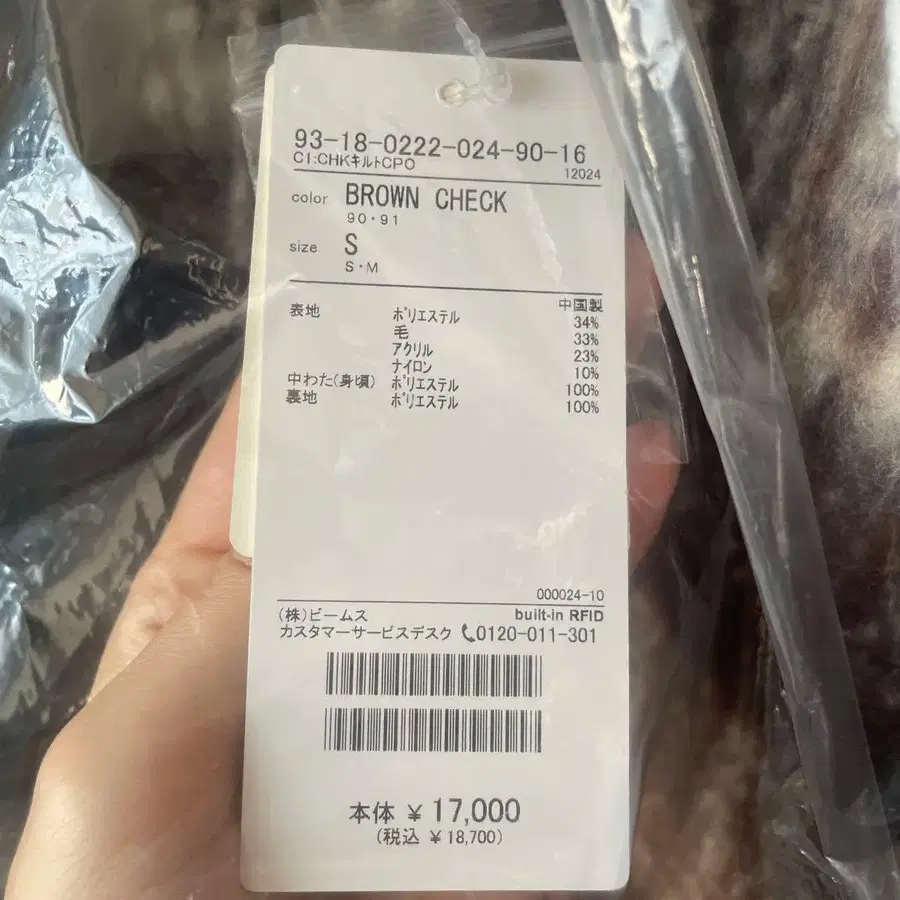 93-18-0222-024-90-16
CI:CHKキルトCPO 12024
color BROWN CHECK
90・91
size S
S・M
中国製
表地 ポリエステル 34%
毛 33%
アクリル 23%
ナイロン 10%
中わた(身頃) ポリエステル 100%
裏地 ポリエステル 100%
000024-10
(株)ビームス built-in RFID
カスタマーサービスデスク 0120-011-301
本体 ¥ 17,000
(税込 ¥ 18,700)